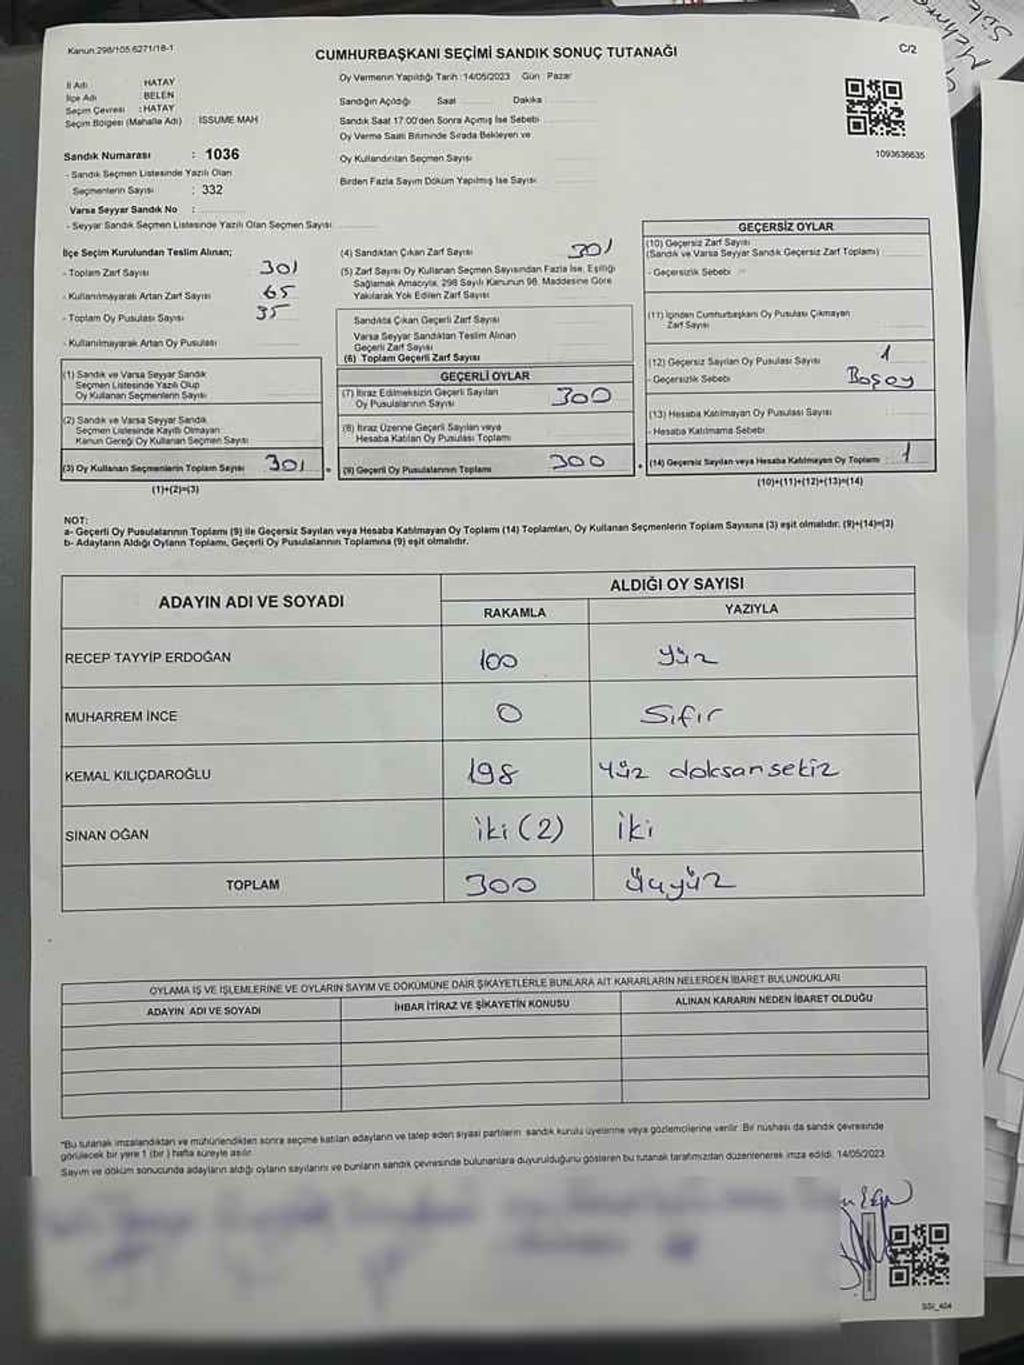 Kanun:298/105,6271/18-1
CUMHURBAŞKANI SEÇİMİ SANDIK SONUÇ TUTANAĞI
C/2
İl Adı HATAY
İlçe Adı BELEN
Seçim Çevresi : HATAY
Seçim Bölgesi (Mahalle Adı) : ISSUME MAH
Sandık Numarası : 1036
- Sandık Seçmen Listesinde Yazılı Olan
Seçmenlerin Sayısı : 332
Varsa Seyyar Sandık No :
- Seyyar Sandık Seçmen Listesinde Yazılı Olan Seçmen Sayısı
Oy Vermenin Yapıldığı Tarih :14/05/2023 Gün : Pazar
Sandığın Açıldığı Saat Dakika
Sandık Saat 17:00'den Sonra Açımış İse Sebebi
Oy Verme Saati Bitiminde Sırada Bekleyen ve
Oy Kullandırılan Seçmen Sayısı
Birden Fazla Sayım Döküm Yapılmış İse Sayısı
1093636635
İlçe Seçim Kurulundan Teslim Alınan;
- Toplam Zarf Sayısı 301
- Kullanılmayarak Artan Zarf Sayısı 65
- Toplam Oy Pusulası Sayısı 35
- Kullanılmayarak Artan Oy Pusulası
(1) Sandık ve Varsa Seyyar Sandık
Seçmen Listesinde Yazılı Olup
Oy Kullanan Seçmenlerin Sayısı
(2) Sandık ve Varsa Seyyar Sandık
Seçmen Listesinde Kayıtlı Olmayan
Kanun Gereği Oy Kullanan Seçmen Sayısı
(3) Oy Kullanan Seçmenlerin Toplam Sayısı 301
(1)+(2)=(3)
(4) Sandıktan Çıkan Zarf Sayısı 301
(5) Zarf Sayısı Oy Kullanan Seçmen Sayısından Fazla İse, Eşitliği
Sağlamak Amacıyla, 298 Sayılı Kanunun 98. Maddesine Göre
Yakılarak Yok Edilen Zarf Sayısı
Sandıkta Çıkan Geçerli Zarf Sayısı
Varsa Seyyar Sandıktan Teslim Alınan
Geçerli Zarf Sayısı
(6) Toplam Geçerli Zarf Sayısı
GEÇERLİ OYLAR
(7) İtiraz Edilmeksizin Geçerli Sayılan
Oy Pusulalarının Sayısı 300
(8) İtiraz Üzerine Geçerli Sayılan veya
Hesaba Katılan Oy Pusulası Toplamı
(9) Geçerli Oy Pusulalarının Toplamı 300
GEÇERSİZ OYLAR
(10) Geçersiz Zarf Sayısı
(Sandık ve Varsa Seyyar Sandık Geçersiz Zarf Toplamı)
- Geçersizlik Sebebi
(11) İçinden Cumhurbaşkanı Oy Pusulası Çıkmayan
Zarf Sayısı
(12) Geçersiz Sayılan Oy Pusulası Sayısı 1
- Geçersizlik Sebebi Boşoy
(13) Hesaba Katılmayan Oy Pusulası Sayısı
- Hesaba Katılmama Sebebi
(14) Geçersiz Sayılan veya Hesaba Katılmayan Oy Toplamı 1
(10)+(11)+(12)+(13)=(14)
NOT:
a- Geçerli Oy Pusulalarının Toplamı (9) ile Geçersiz Sayılan veya Hesaba Katılmayan Oy Toplamı (14) Toplamları, Oy Kullanan Seçmenlerin Toplam Sayısına (3) eşit olmalıdır. (9)+(14)=(3)
b- Adayların Aldığı Oyların Toplamı, Geçerli Oy Pusulalarının Toplamına (9) eşit olmalıdır.
ADAYIN ADI VE SOYADI ALDIĞI OY SAYISI
RAKAMLA YAZIYLA
RECEP TAYYİP ERDOĞAN 100 Yüz
MUHARREM İNCE 0 Sıfır
KEMAL KILIÇDAROĞLU 198 Yüz doksansekiz
SİNAN OĞAN iki (2) iki
TOPLAM 300 Üçyüz
OYLAMA İŞ VE İŞLEMLERİNE VE OYLARIN SAYIM VE DÖKÜMÜNE DAİR ŞİKAYETLERLE BUNLARA AİT KARARLARIN NELERDEN İBARET BULUNDUKLARI
ADAYIN ADI VE SOYADI İHBAR İTİRAZ VE ŞİKAYETİN KONUSU ALINAN KARARIN NEDEN İBARET OLDUĞU
"Bu tutanak imzalandıktan ve mühürlendikten sonra seçime katılan adayların ve talep eden siyasi partilerin sandık kurulu üyelerine veya gözlemcilerine verilir. Bir nüshası da sandık çevresinde
görülecek bir yere 1 (bir ) hafta süreyle asılır.
Sayım ve döküm sonucunda adayların aldığı oyların sayılarını ve bunların sandık çevresinde bulunanlara duyurulduğunu gösteren bu tutanak tarafımızdan düzenlenerek imza edildi. 14/05/2023
SGI_404